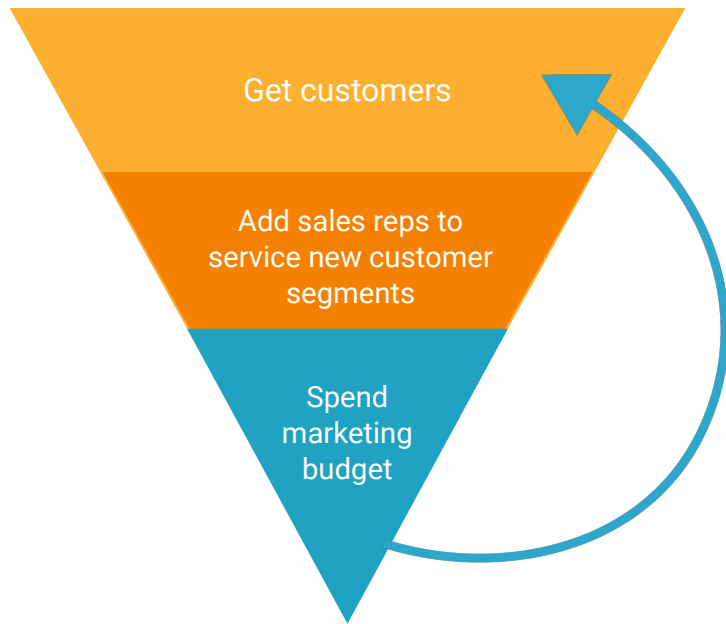 Get customers
Add sales reps to
service new customer
segments
Spend
marketing
budget